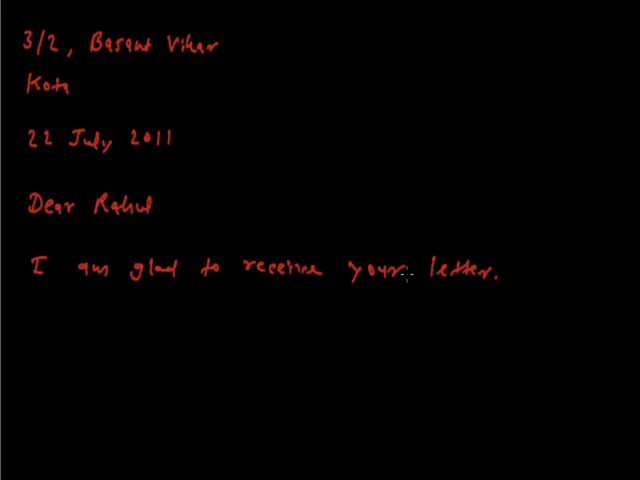 3/2, Basant Vihar
Kota
22 July 2011
Dear Rahul
I am glad to receive your letter.